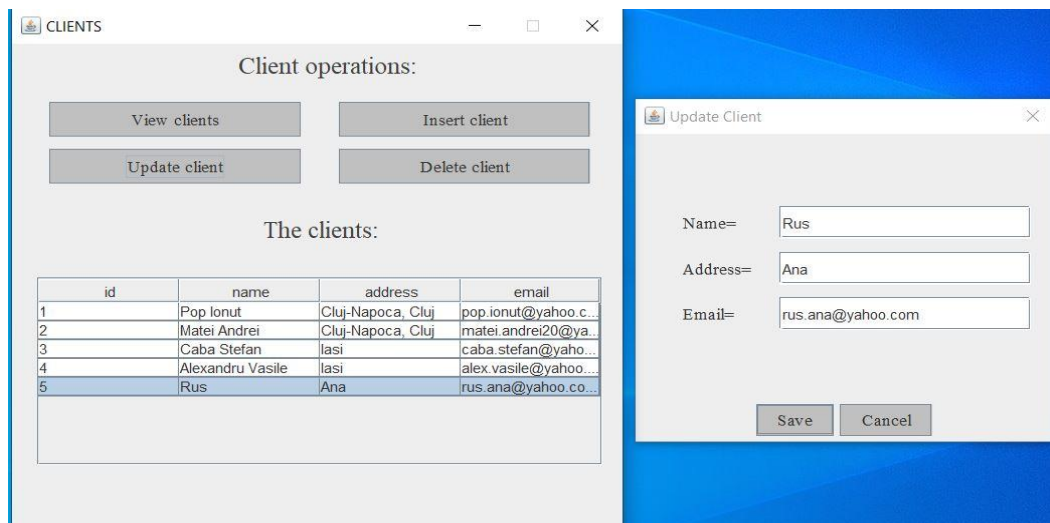 CLIENTS
Client operations:
View clients Insert client
Update client Delete client
The clients:
id name address email
1 Pop Ionut Cluj-Napoca, Cluj pop.ionut@yahoo.c...
2 Matei Andrei Cluj-Napoca, Cluj matei.andrei20@ya...
3 Caba Stefan Iasi caba.stefan@yaho...
4 Alexandru Vasile Iasi alex.vasile@yahoo....
5 Rus Ana rus.ana@yahoo.co...
Update Client
Name= Rus
Address= Ana
Email= rus.ana@yahoo.com
Save Cancel